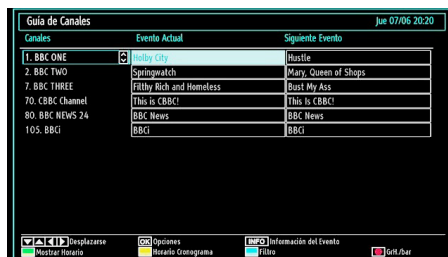 Guía de Canales Jue 07/06 20:20
Canales Evento Actual Siguiente Evento
1. BBC ONE Holby City Hustle
2. BBC TWO Springwatch Mary, Queen of Shops
7. BBC THREE Filthy Rich and Homeless Bust My Ass
70. CBBC Channel This is CBBC! This Is CBBC!
80. BBC NEWS 24 BBC News BBC News
105. BBCi BBCi BBCi
Desplazarse OK Opciones INFO Información del Evento
Mostrar Horario Horario Cronograma Filtro GrH./bar